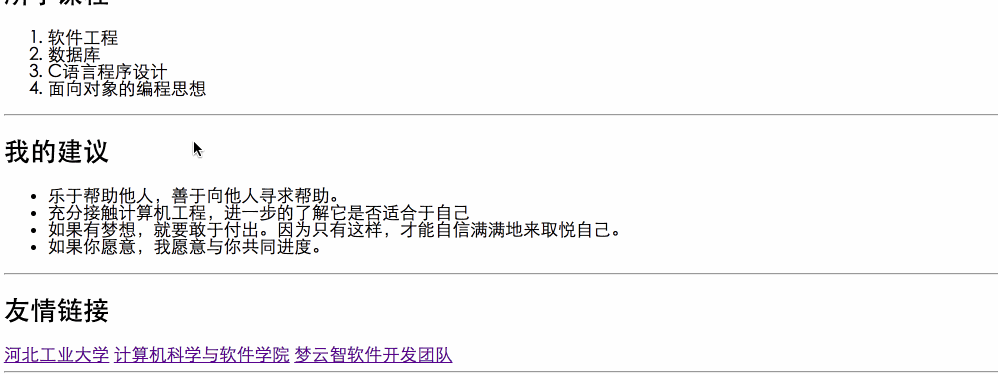 所学课程
1. 软件工程
2. 数据库
3. C语言程序设计
4. 面向对象的编程思想
我的建议
• 乐于帮助他人，善于向他人寻求帮助。
• 充分接触计算机工程，进一步的了解它是否适合于自己
• 如果有梦想，就要敢于付出。因为只有这样，才能自信满满地来取悦自己。
• 如果你愿意，我愿意与你共同进度。
友情链接
河北工业大学 计算机科学与软件学院 梦云智软件开发团队